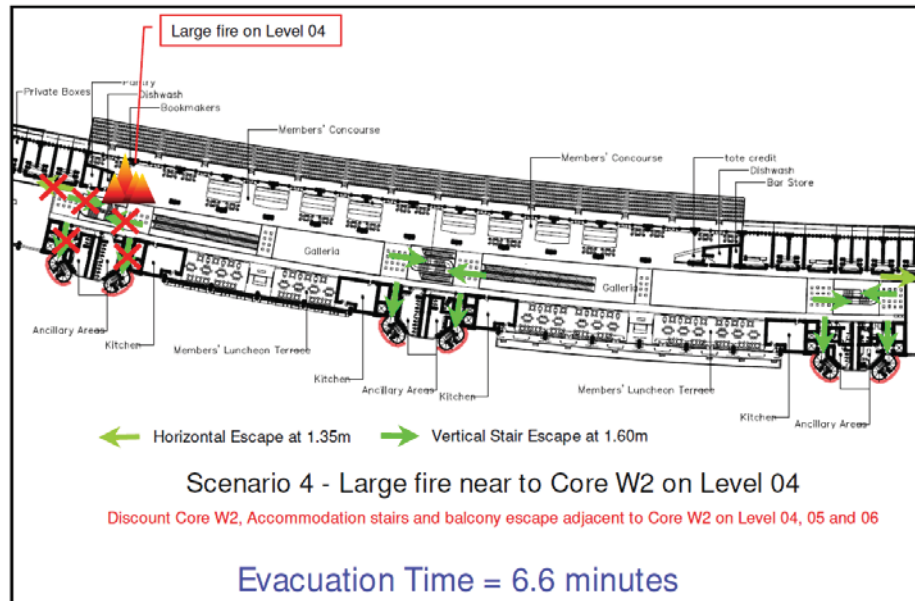 Large fire on Level 04
Private Boxes
Pantry
Dishwash
Bookmakers
Members' Concourse
Members' Concourse
tote credit
Dishwash
Bar Store
Galleria
Galleria
Ancillary Areas
Kitchen
Members' Luncheon Terrace
Kitchen
Ancillary Areas
Kitchen
Members' Luncheon Terrace
Kitchen
Ancillary Areas
Horizontal Escape at 1.35m
Vertical Stair Escape at 1.60m
Scenario 4 - Large fire near to Core W2 on Level 04
Discount Core W2, Accommodation stairs and balcony escape adjacent to Core W2 on Level 04, 05 and 06
Evacuation Time = 6.6 minutes